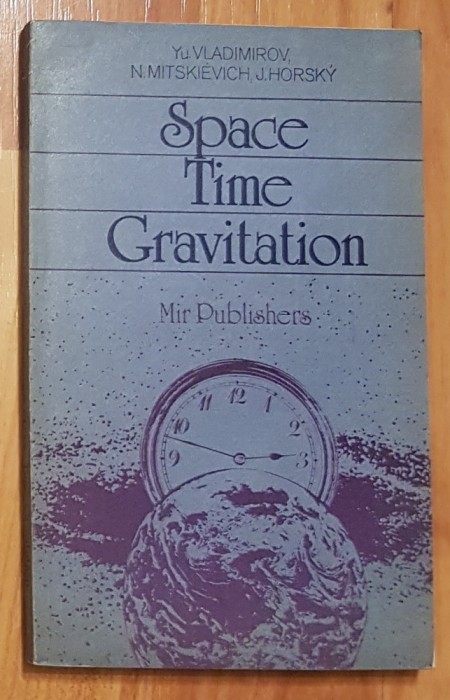 Yu. VLADIMIROV,
N. MITSKIÉVICH, J. HORSKÝ
Space
Time
Gravitation
Mir Publishers
11 12 1
10 2
9 3